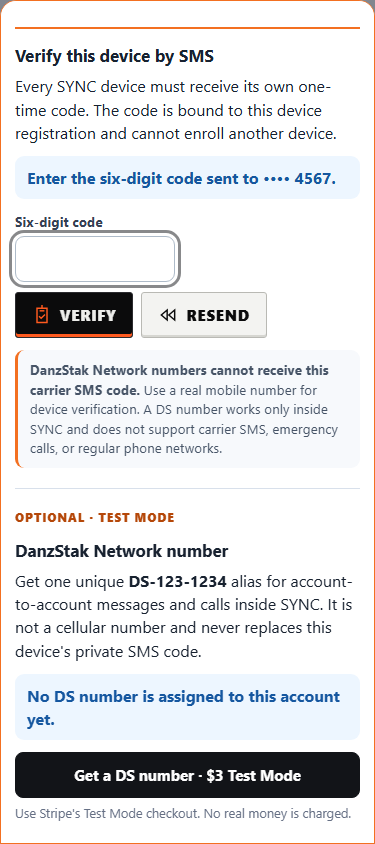 Verify this device by SMS
Every SYNC device must receive its own one-
time code. The code is bound to this device
registration and cannot enroll another device.
Enter the six-digit code sent to •••• 4567.
Six-digit code
VERIFY
RESEND
DanzStak Network numbers cannot receive this
carrier SMS code. Use a real mobile number for
device verification. A DS number works only inside
SYNC and does not support carrier SMS, emergency
calls, or regular phone networks.
OPTIONAL · TEST MODE
DanzStak Network number
Get one unique DS-123-1234 alias for account-
to-account messages and calls inside SYNC. It is
not a cellular number and never replaces this
device's private SMS code.
No DS number is assigned to this account
yet.
Get a DS number · $3 Test Mode
Use Stripe's Test Mode checkout. No real money is charged.